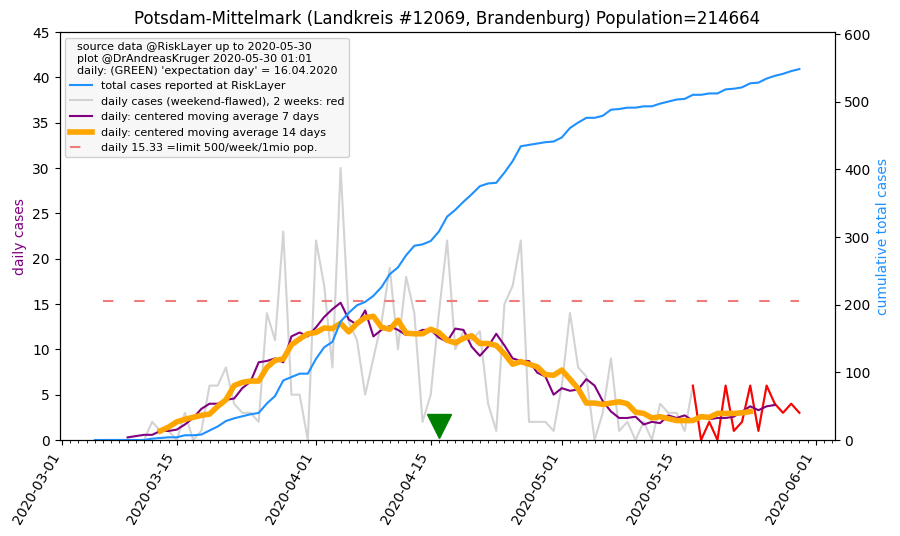 Potsdam-Mittelmark (Landkreis #12069, Brandenburg) Population=214664
source data @RiskLayer up to 2020-05-30
plot @DrAndreasKruger 2020-05-30 01:01
daily: (GREEN) 'expectation day' = 16.04.2020
total cases reported at RiskLayer
daily cases (weekend-flawed), 2 weeks: red
daily: centered moving average 7 days
daily: centered moving average 14 days
daily 15.33 =limit 500/week/1mio pop.
daily cases
45
40
35
30
25
20
15
10
5
0
cumulative total cases
600
500
400
300
200
100
0
2020-03-01
2020-03-15
2020-04-01
2020-04-15
2020-05-01
2020-05-15
2020-06-01